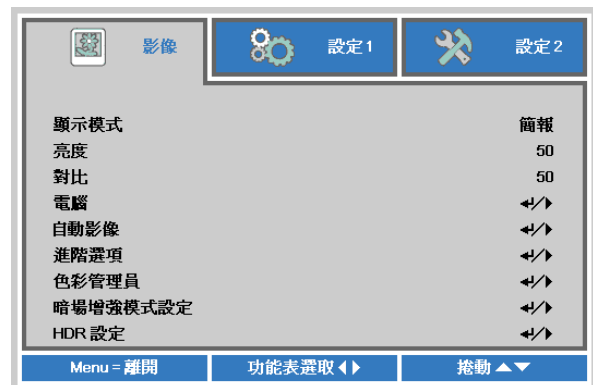 影像 設定1 設定2
顯示模式 簡報
亮度 50
對比 50
電腦 ↵/▶
自動影像 ↵/▶
進階選項 ↵/▶
色彩管理員 ↵/▶
暗場增強模式設定 ↵/▶
HDR 設定 ↵/▶
Menu = 離開 功能表選取 ◀▶ 捲動 ▲▼